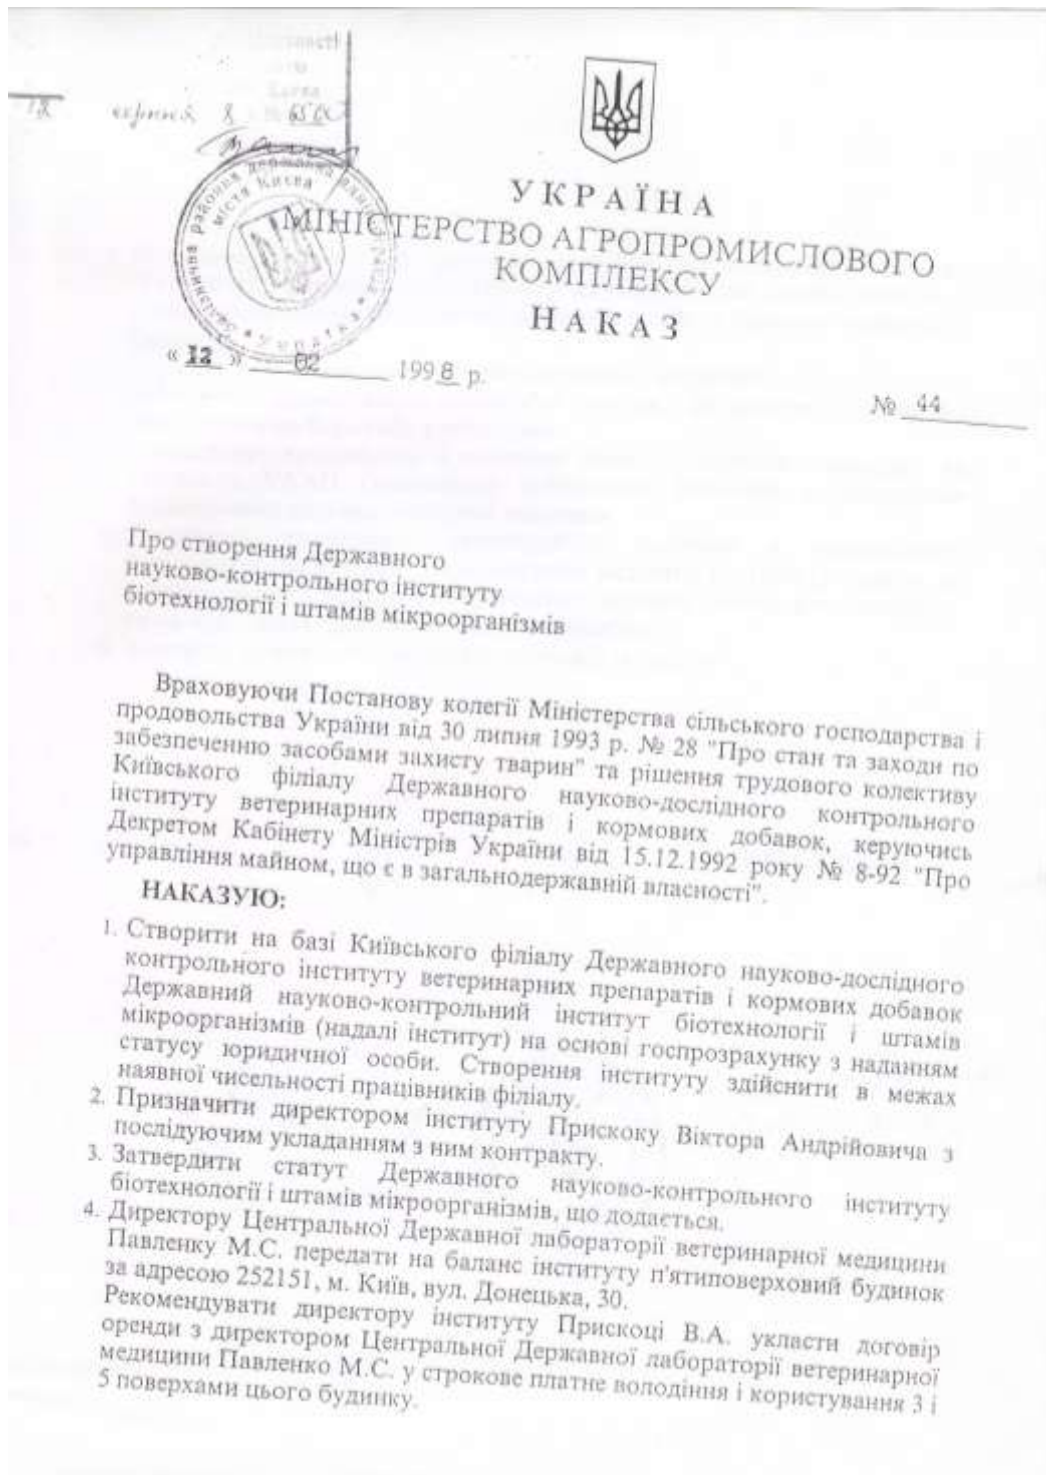 УКРАЇНА
МІНІСТЕРСТВО АГРОПРОМИСЛОВОГО
КОМПЛЕКСУ
НАКАЗ
Залізнична районна державна
міста Києва
Україна
« 12 » 02 1998 р.
№ 44
Про створення Державного
науково-контрольного інституту
біотехнології і штамів мікроорганізмів
Враховуючи Постанову колегії Міністерства сільського господарства і
продовольства України від 30 липня 1993 р. № 28 "Про стан та заходи по
забезпеченню засобами захисту тварин" та рішення трудового колективу
Київського філіалу Державного науково-дослідного контрольного
інституту ветеринарних препаратів і кормових добавок, керуючись
Декретом Кабінету Міністрів України від 15.12.1992 року № 8-92 "Про
управління майном, що є в загальнодержавній власності".
НАКАЗУЮ:
1. Створити на базі Київського філіалу Державного науково-дослідного
контрольного інституту ветеринарних препаратів і кормових добавок
Державний науково-контрольний інститут біотехнології і штамів
мікроорганізмів (надалі інститут) на основі госпрозрахунку з наданням
статусу юридичної особи. Створення інституту здійснити в межах
наявної чисельності працівників філіалу.
2. Призначити директором інституту Прискоку Віктора Андрійовича з
послідуючим укладанням з ним контракту.
3. Затвердити статут Державного науково-контрольного інституту
біотехнології і штамів мікроорганізмів, що додається.
4. Директору Центральної Державної лабораторії ветеринарної медицини
Павленку М.С. передати на баланс інституту п'ятиповерховий будинок
за адресою 252151, м. Київ, вул. Донецька, 30.
Рекомендувати директору інституту Прискоці В.А. укласти договір
оренди з директором Центральної Державної лабораторії ветеринарної
медицини Павленко М.С. у строкове платне володіння і користування 3 і
5 поверхами цього будинку.